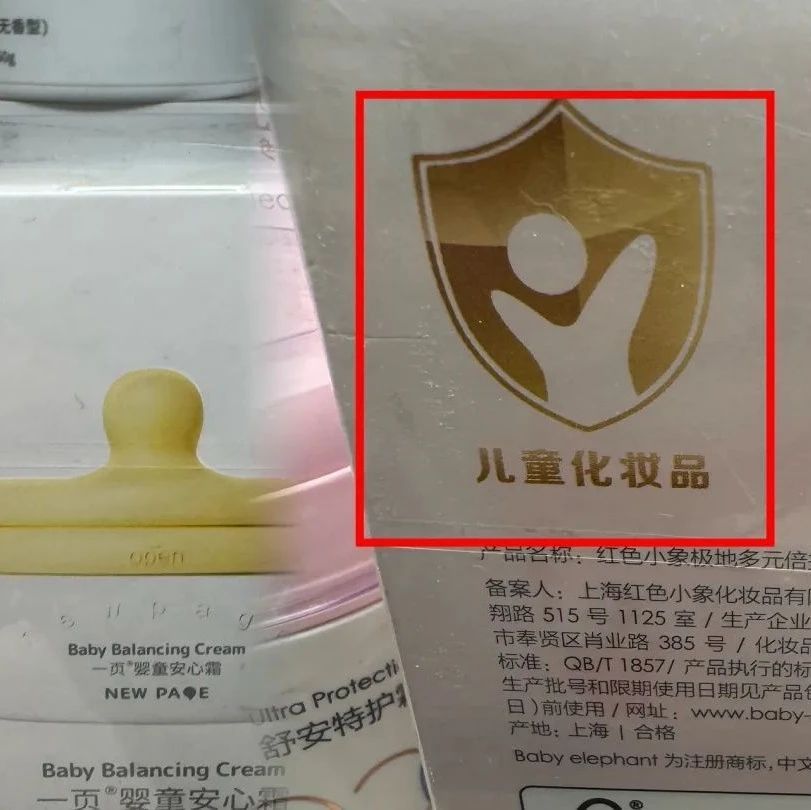 无香型)
50g
open
Baby Balancing Cream
一页®婴童安心霜
NEW PAGE
Baby Balancing Cream
一页®婴童安心霜
Ultra Protecti
舒安特护霜
儿童化妆品
产品名称：红色小象极地多元倍
备案人：上海红色小象化妆品有
翔路 515 号 1125 室 / 生产企业
市奉贤区肖业路 385 号 / 化妆品
标准：QB/T 1857/ 产品执行的标
生产批号和限期使用日期见产品包
日）前使用 / 网址：www.baby-
产地：上海 | 合格
Baby elephant 为注册商标，中文